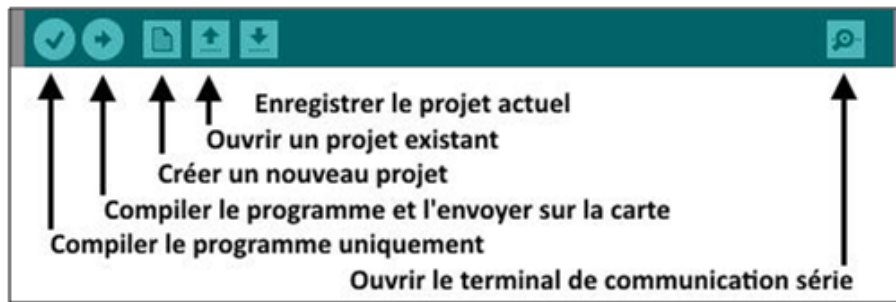 Enregistrer le projet actuel
Ouvrir un projet existant
Créer un nouveau projet
Compiler le programme et l'envoyer sur la carte
Compiler le programme uniquement
Ouvrir le terminal de communication série